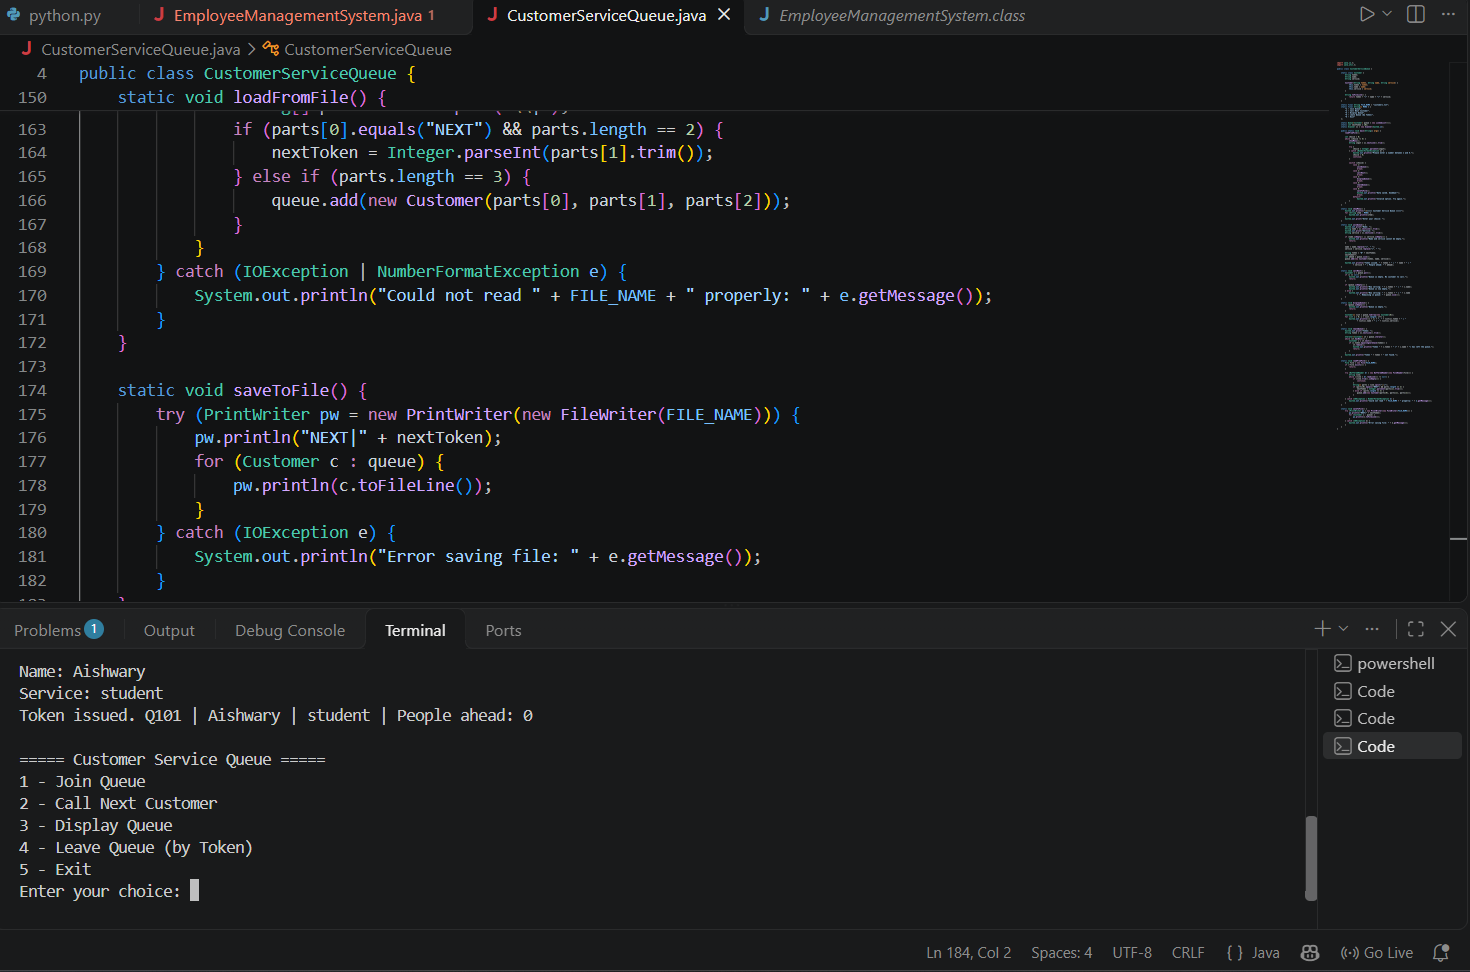 python.py
EmployeeManagementSystem.java 1
CustomerServiceQueue.java
EmployeeManagementSystem.class
CustomerServiceQueue.java > CustomerServiceQueue
4 public class CustomerServiceQueue {
150 static void loadFromFile() {
163 if (parts[0].equals("NEXT") && parts.length == 2) {
164 nextToken = Integer.parseInt(parts[1].trim());
165 } else if (parts.length == 3) {
166 queue.add(new Customer(parts[0], parts[1], parts[2]));
167 }
168 }
169 } catch (IOException | NumberFormatException e) {
170 System.out.println("Could not read " + FILE_NAME + " properly: " + e.getMessage());
171 }
172 }
173
174 static void saveToFile() {
175 try (PrintWriter pw = new PrintWriter(new FileWriter(FILE_NAME))) {
176 pw.println("NEXT|" + nextToken);
177 for (Customer c : queue) {
178 pw.println(c.toFileLine());
179 }
180 } catch (IOException e) {
181 System.out.println("Error saving file: " + e.getMessage());
182 }
Problems 1 Output Debug Console Terminal Ports
Name: Aishwary
Service: student
Token issued. Q101 | Aishwary | student | People ahead: 0
===== Customer Service Queue =====
1 - Join Queue
2 - Call Next Customer
3 - Display Queue
4 - Leave Queue (by Token)
5 - Exit
Enter your choice:
powershell
Code
Code
Code
Ln 184, Col 2 Spaces: 4 UTF-8 CRLF { } Java Go Live